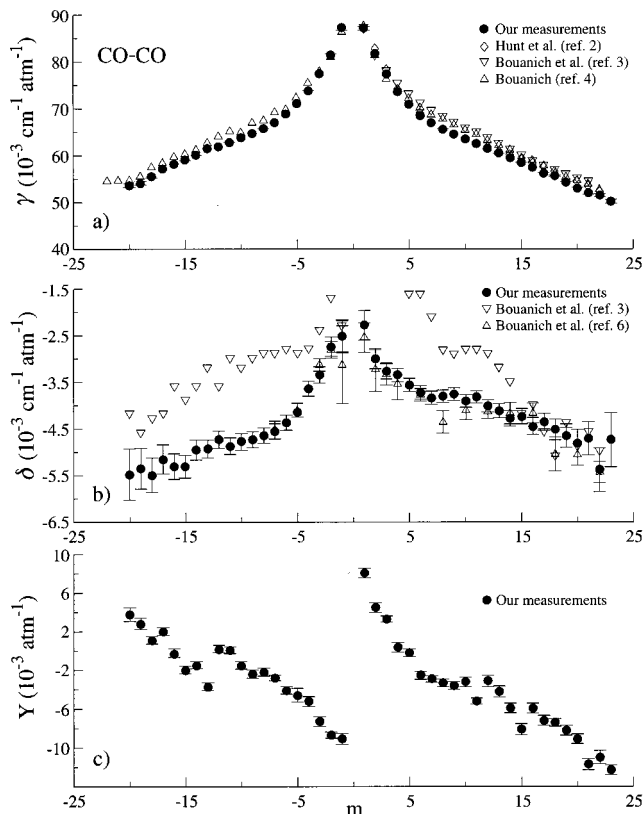 CO-CO
Our measurements
Hunt et al. (ref. 2)
Bouanich et al. (ref. 3)
Bouanich (ref. 4)
γ (10⁻³ cm⁻¹ atm⁻¹)
90
80
70
60
50
40
a)
-25 -15 -5 5 15 25
Our measurements
Bouanich et al. (ref. 3)
Bouanich et al. (ref. 6)
δ (10⁻³ cm⁻¹ atm⁻¹)
-1.5
-2.5
-3.5
-4.5
-5.5
-6.5
b)
-25 -15 -5 5 15 25
Our measurements
Y (10⁻³ atm⁻¹)
10
6
2
-2
-6
-10
c)
-25 -15 -5 5 15 25
m